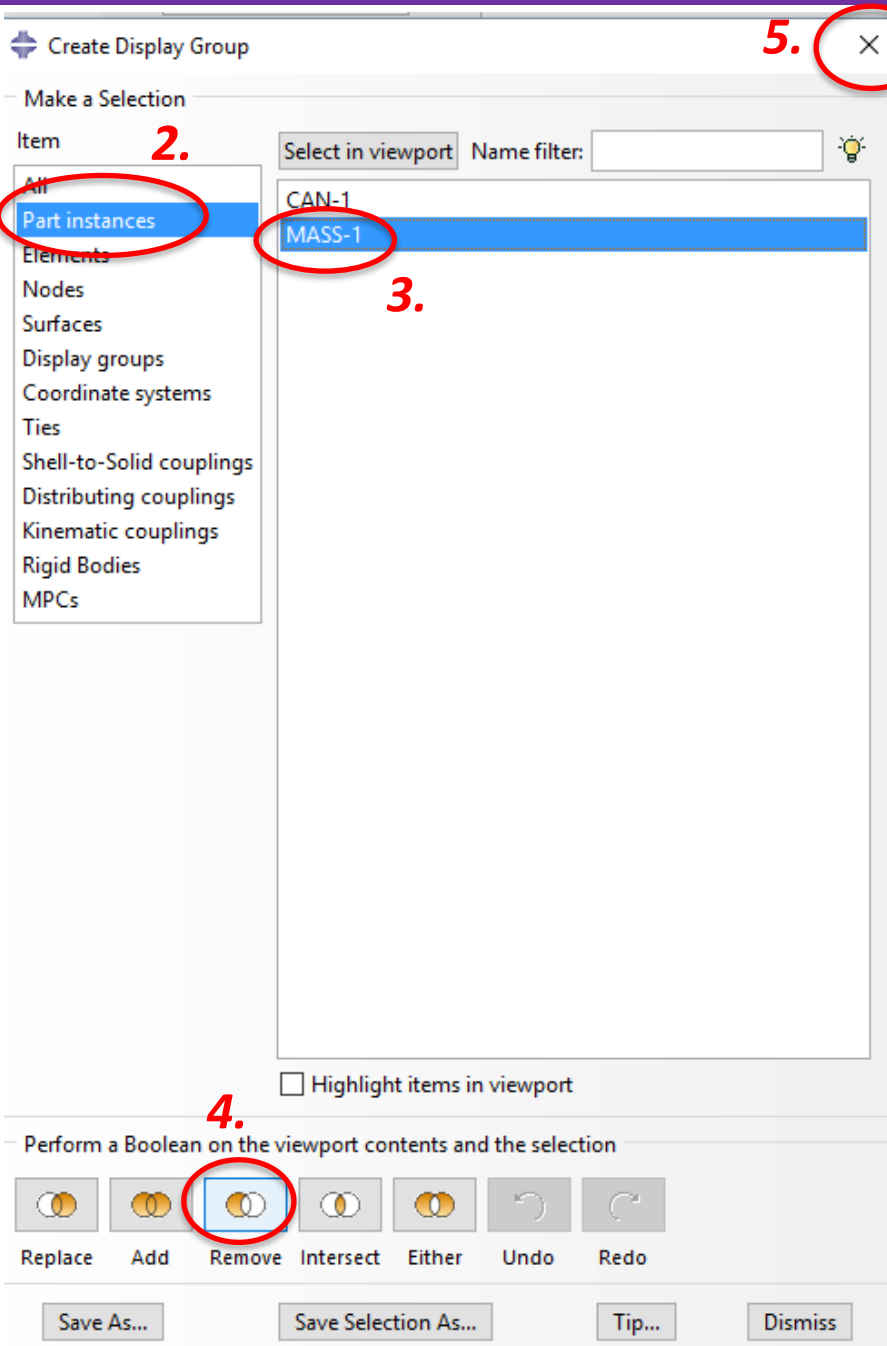 Create Display Group
5.
Make a Selection
Item
2.
Select in viewport Name filter:
All
Part instances
Elements
Nodes
Surfaces
Display groups
Coordinate systems
Ties
Shell-to-Solid couplings
Distributing couplings
Kinematic couplings
Rigid Bodies
MPCs
CAN-1
MASS-1
3.
Highlight items in viewport
4.
Perform a Boolean on the viewport contents and the selection
Replace Add Remove Intersect Either Undo Redo
Save As... Save Selection As... Tip... Dismiss